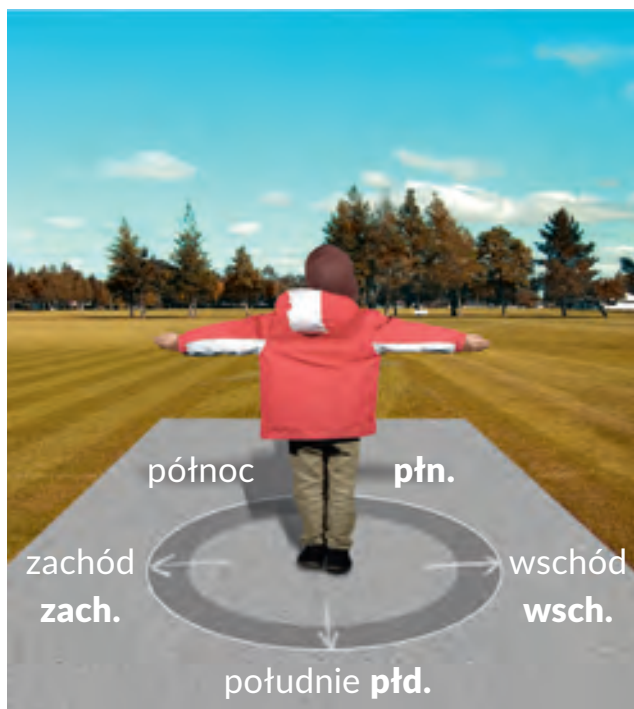 północ płn.
zachód wschód
zach. wsch.
południe płd.